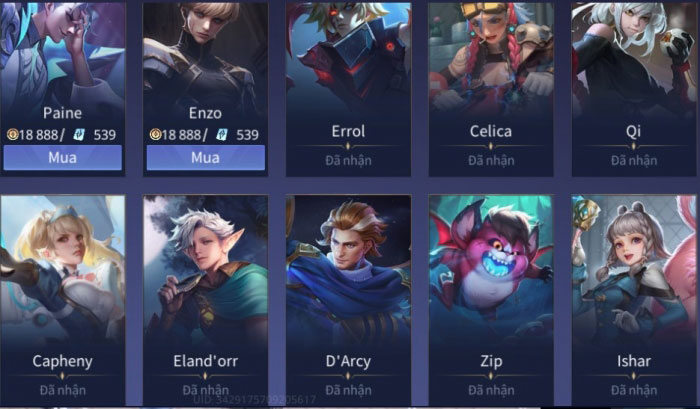 Paine
18 888/ 539
Mua
Enzo
18 888/ 539
Mua
Errol
Đã nhận
Celica
Đã nhận
Qi
Đã nhận
Capheny
Đã nhận
Eland'orr
Đã nhận
D'Arcy
Đã nhận
Zip
Đã nhận
Ishar
Đã nhận
UID: 3429175709205617